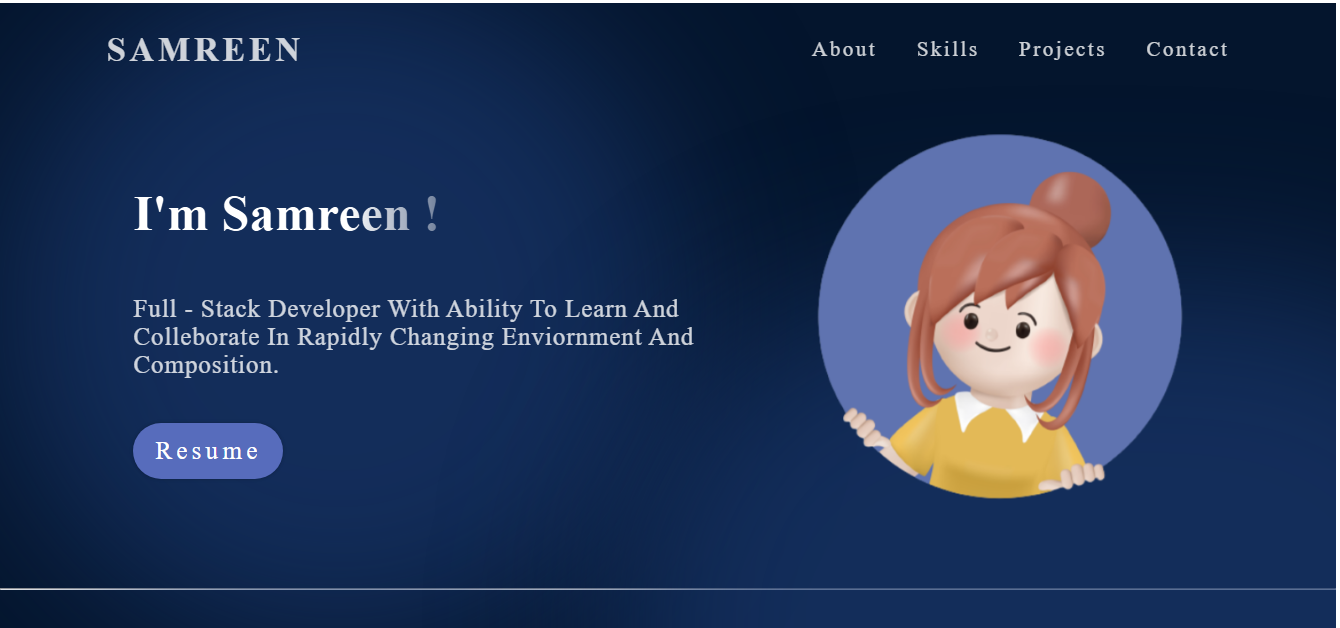 SAMREEN
About Skills Projects Contact
I'm Samreen !
Full - Stack Developer With Ability To Learn And
Colleborate In Rapidly Changing Enviornment And
Composition.
Resume